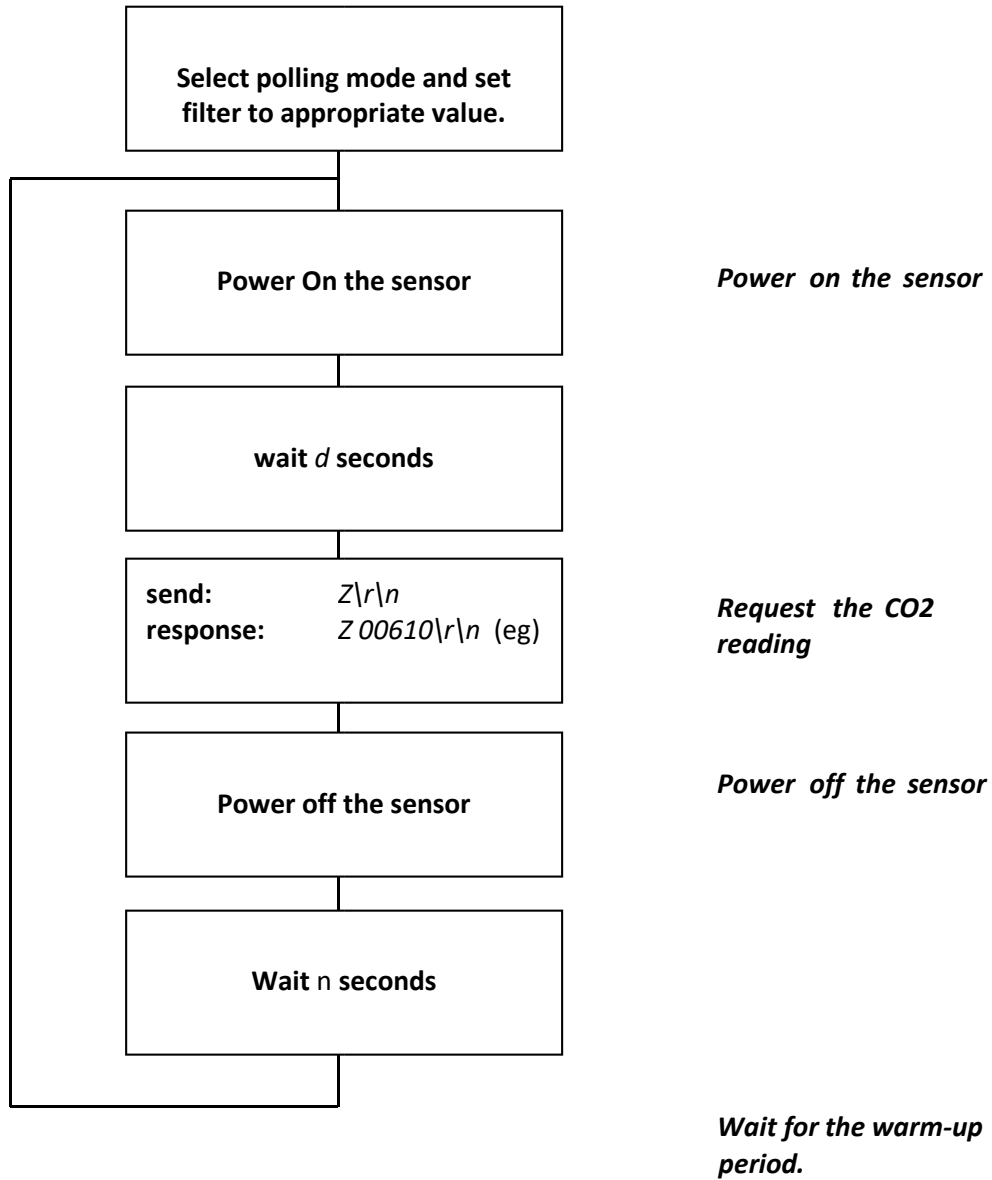 Select polling mode and set
filter to appropriate value.
Power On the sensor
Power on the sensor
wait d seconds
send: Z\r\n
response: Z 00610\r\n (eg)
Request the CO2
reading
Power off the sensor
Power off the sensor
Wait n seconds
Wait for the warm-up
period.